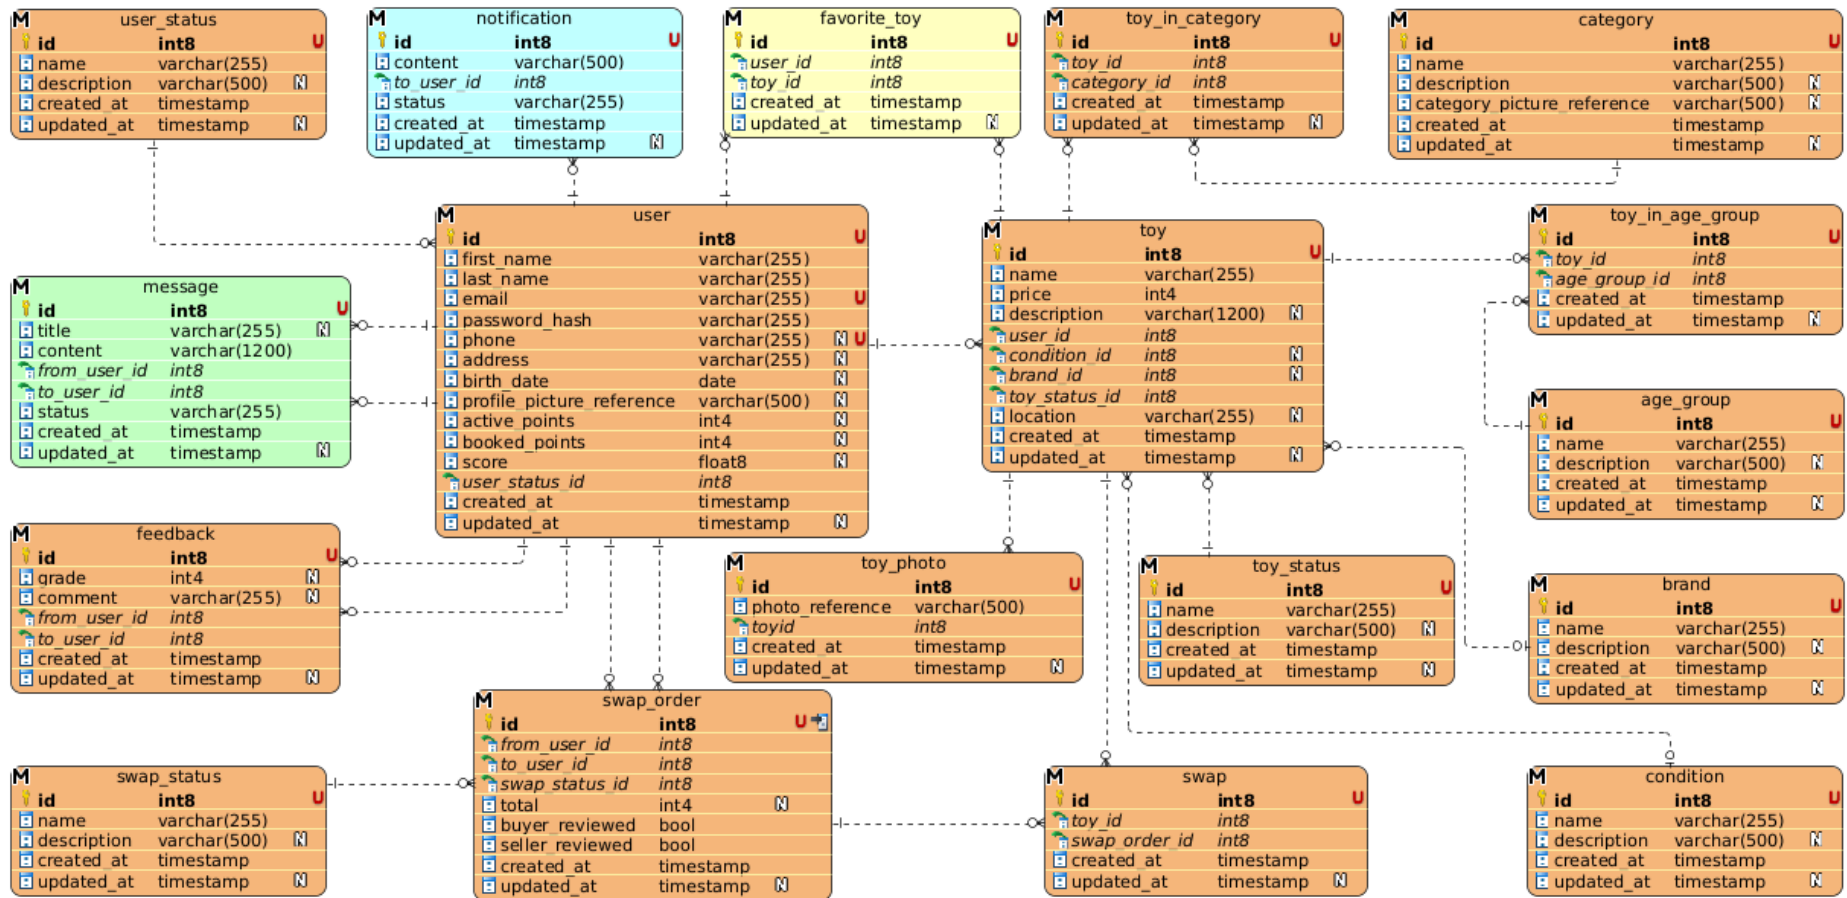 M user_status
id int8 U
name varchar(255)
description varchar(500) N
created_at timestamp
updated_at timestamp N
M notification
id int8 U
content varchar(500)
to_user_id int8
status varchar(255)
created_at timestamp
updated_at timestamp N
M favorite_toy
id int8 U
user_id int8
toy_id int8
created_at timestamp
updated_at timestamp N
M toy_in_category
id int8 U
toy_id int8
category_id int8
created_at timestamp
updated_at timestamp N
M category
id int8 U
name varchar(255)
description varchar(500) N
category_picture_reference varchar(500) N
created_at timestamp
updated_at timestamp N
M message
id int8 U
title varchar(255) N
content varchar(1200)
from_user_id int8
to_user_id int8
status varchar(255)
created_at timestamp
updated_at timestamp N
M user
id int8 U
first_name varchar(255)
last_name varchar(255)
email varchar(255) U
password_hash varchar(255)
phone varchar(255) N U
address varchar(255) N
birth_date date N
profile_picture_reference varchar(500) N
active_points int4 N
booked_points int4 N
score float8 N
user_status_id int8
created_at timestamp
updated_at timestamp N
M toy
id int8 U
name varchar(255)
price int4
description varchar(1200) N
user_id int8
condition_id int8 N
brand_id int8 N
toy_status_id int8
location varchar(255) N
created_at timestamp
updated_at timestamp N
M toy_in_age_group
id int8 U
toy_id int8
age_group_id int8
created_at timestamp
updated_at timestamp N
M age_group
id int8 U
name varchar(255)
description varchar(500) N
created_at timestamp
updated_at timestamp N
M feedback
id int8 U
grade int4 N
comment varchar(255) N
from_user_id int8
to_user_id int8
created_at timestamp
updated_at timestamp N
M toy_photo
id int8 U
photo_reference varchar(500)
toyid int8
created_at timestamp
updated_at timestamp N
M toy_status
id int8 U
name varchar(255)
description varchar(500) N
created_at timestamp
updated_at timestamp N
M brand
id int8 U
name varchar(255)
description varchar(500) N
created_at timestamp
updated_at timestamp N
M swap_status
id int8 U
name varchar(255)
description varchar(500) N
created_at timestamp
updated_at timestamp N
M swap_order
id int8 U
from_user_id int8
to_user_id int8
swap_status_id int8
total int4 N
buyer_reviewed bool
seller_reviewed bool
created_at timestamp
updated_at timestamp N
M swap
id int8 U
toy_id int8
swap_order_id int8
created_at timestamp
updated_at timestamp N
M condition
id int8 U
name varchar(255)
description varchar(500) N
created_at timestamp
updated_at timestamp N